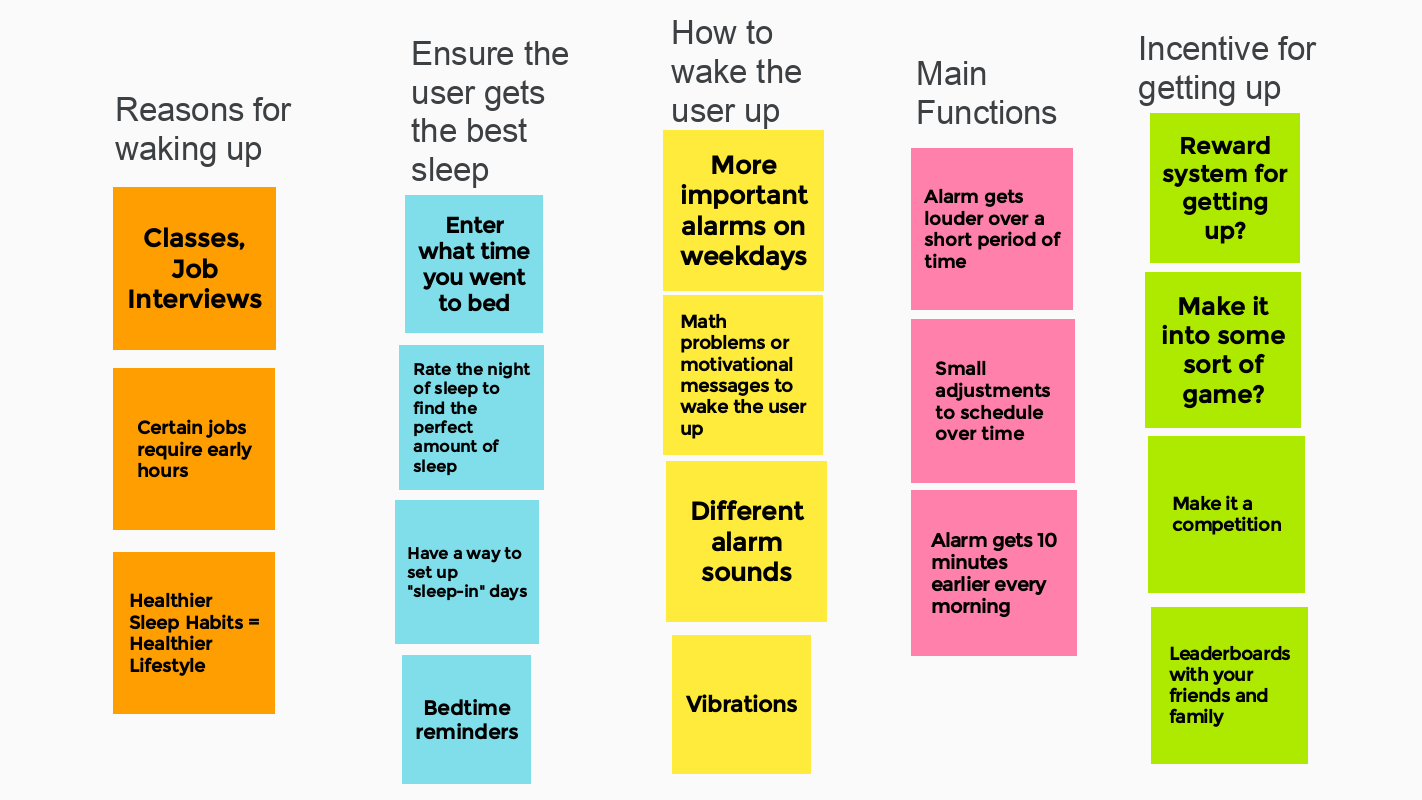 Reasons for
waking up
Classes,
Job
Interviews
Certain jobs
require early
hours
Healthier
Sleep Habits =
Healthier
Lifestyle
Ensure the
user gets
the best
sleep
Enter
what time
you went
to bed
Rate the night
of sleep to
find the
perfect
amount of
sleep
Have a way to
set up
"sleep-in" days
Bedtime
reminders
How to
wake the
user up
More
important
alarms on
weekdays
Math
problems or
motivational
messages to
wake the user
up
Different
alarm
sounds
Vibrations
Main
Functions
Alarm gets
louder over a
short period of
time
Small
adjustments
to schedule
over time
Alarm gets 10
minutes
earlier every
morning
Incentive for
getting up
Reward
system for
getting
up?
Make it
into some
sort of
game?
Make it a
competition
Leaderboards
with your
friends and
family